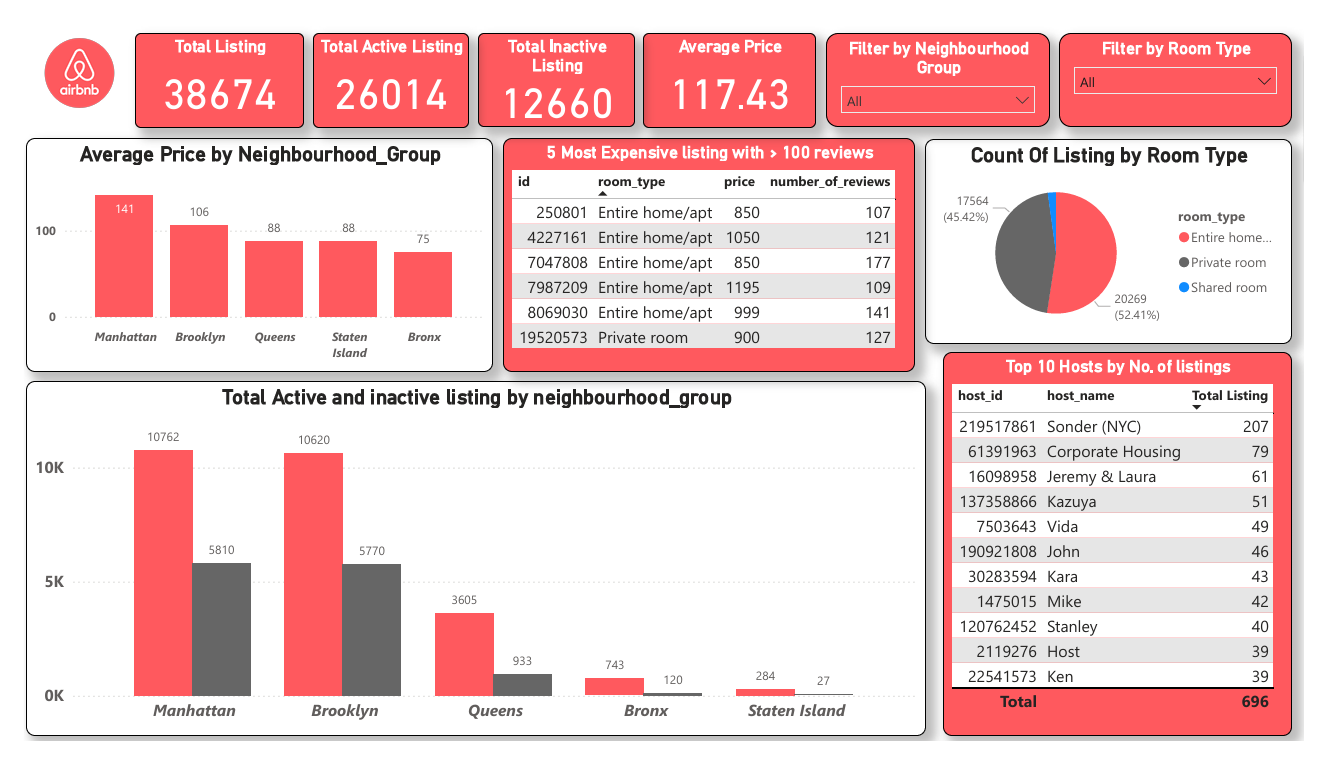 airbnb
Total Listing
38674
Total Active Listing
26014
Total Inactive
Listing
12660
Average Price
117.43
Filter by Neighbourhood
Group
All
Filter by Room Type
All
Average Price by Neighbourhood_Group
100
0
141
106
88
88
75
Manhattan
Brooklyn
Queens
Staten
Island
Bronx
5 Most Expensive listing with > 100 reviews
id room_type price number_of_reviews
250801 Entire home/apt 850 107
4227161 Entire home/apt 1050 121
7047808 Entire home/apt 850 177
7987209 Entire home/apt 1195 109
8069030 Entire home/apt 999 141
19520573 Private room 900 127
Count Of Listing by Room Type
17564
(45.42%)
20269
(52.41%)
room_type
Entire home...
Private room
Shared room
Total Active and inactive listing by neighbourhood_group
10K
5K
0K
10762
5810
10620
5770
3605
933
743
120
284
27
Manhattan
Brooklyn
Queens
Bronx
Staten Island
Top 10 Hosts by No. of listings
host_id host_name Total Listing
219517861 Sonder (NYC) 207
61391963 Corporate Housing 79
16098958 Jeremy & Laura 61
137358866 Kazuya 51
7503643 Vida 49
190921808 John 46
30283594 Kara 43
1475015 Mike 42
120762452 Stanley 40
2119276 Host 39
22541573 Ken 39
Total 696